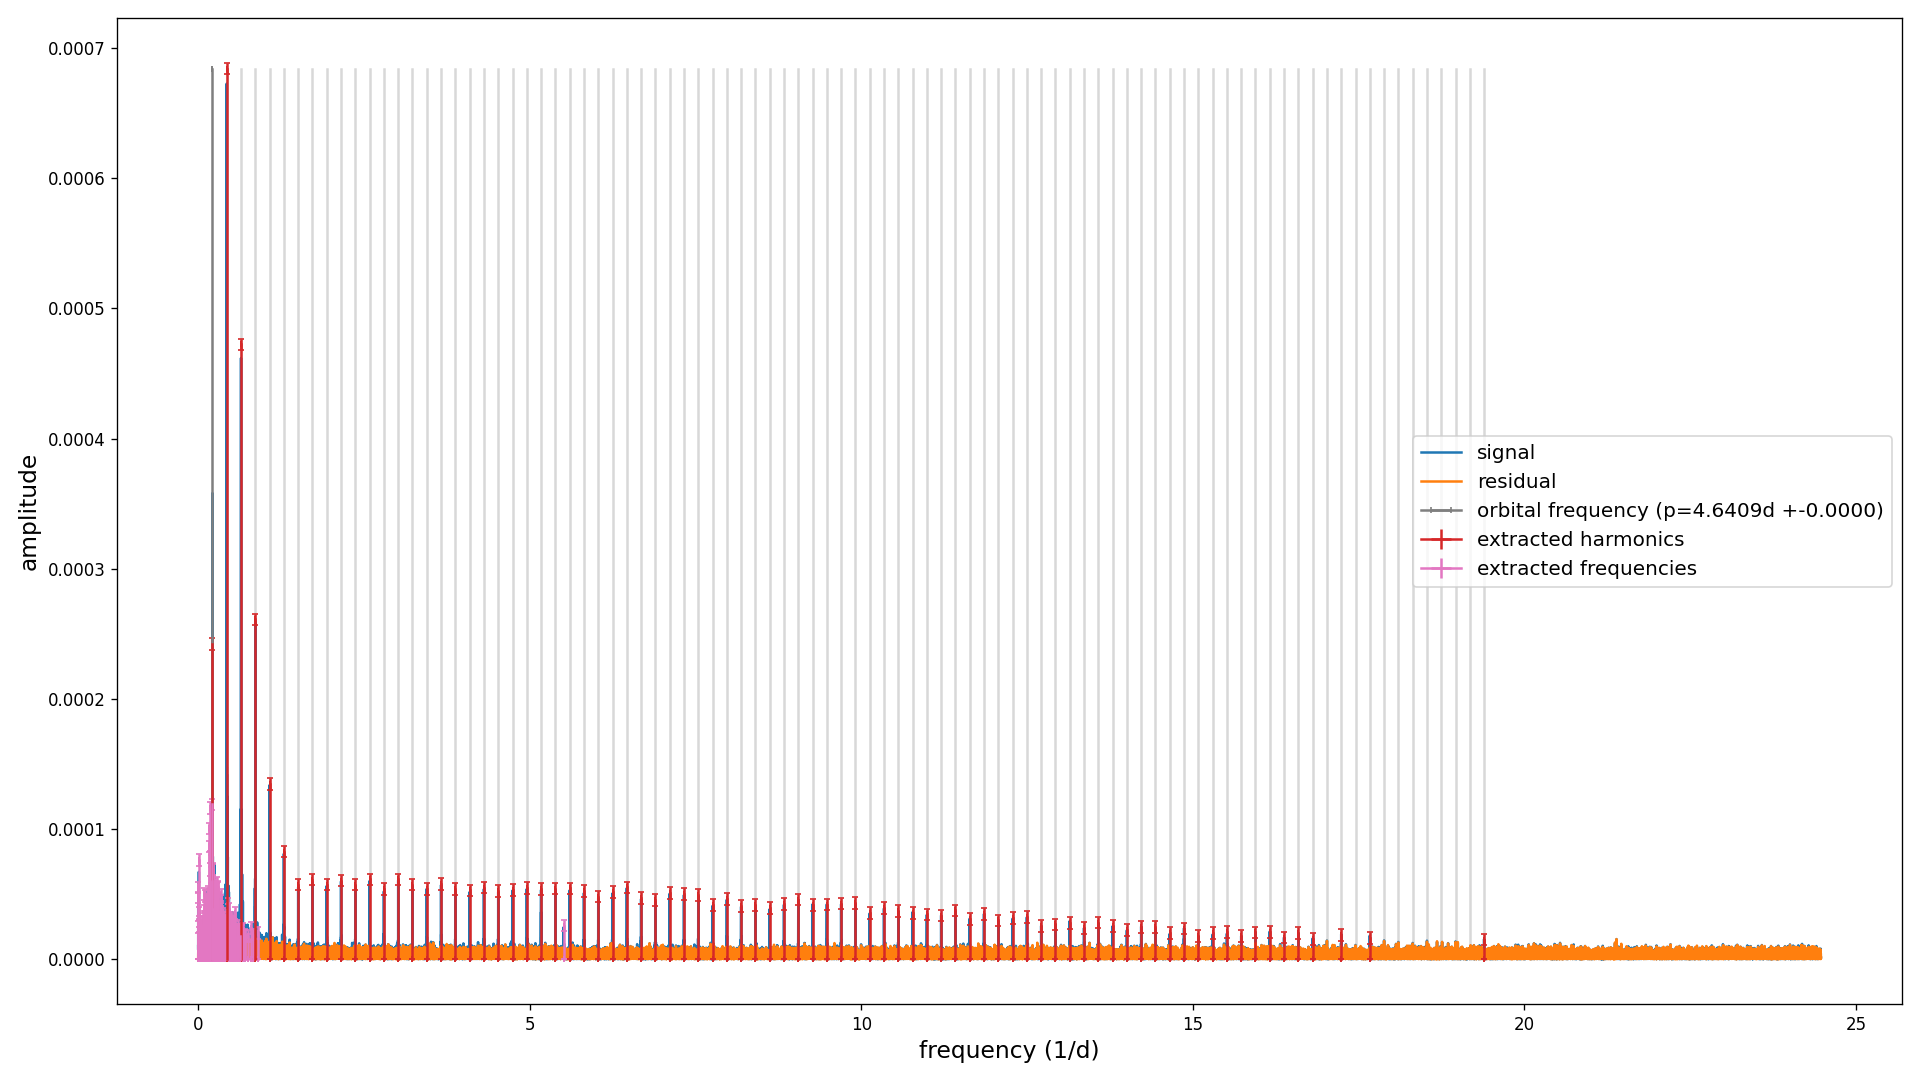 0.0007
0.0006
0.0005
0.0004
0.0003
0.0002
0.0001
0.0000
amplitude
signal
residual
orbital frequency (p=4.6409d +-0.0000)
extracted harmonics
extracted frequencies
0 5 10 15 20 25
frequency (1/d)